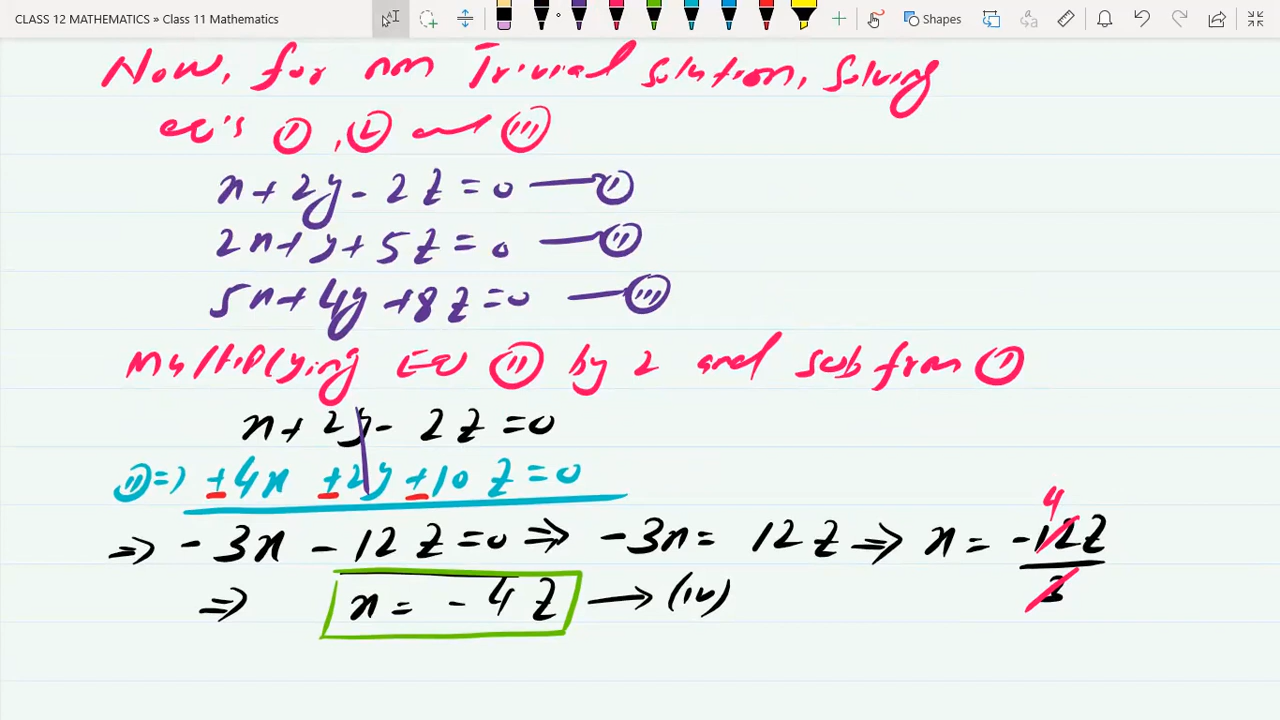 CLASS 12 MATHEMATICS » Class 11 Mathematics
Shapes
Now, for non Trivial solution, solving
eq's (I), (II) and (III)
x + 2y - 2z = 0 — (I)
2x + y + 5z = 0 — (II)
5x + 4y + 8z = 0 — (III)
Multiplying EQ (II) by 2 and sub from (I)
x + 2y - 2z = 0
(II) => ±4x ±2y ±10z = 0
=> -3x - 12z = 0 => -3x = 12z => x = -12z/3 4
=> x = -4z → (IV)